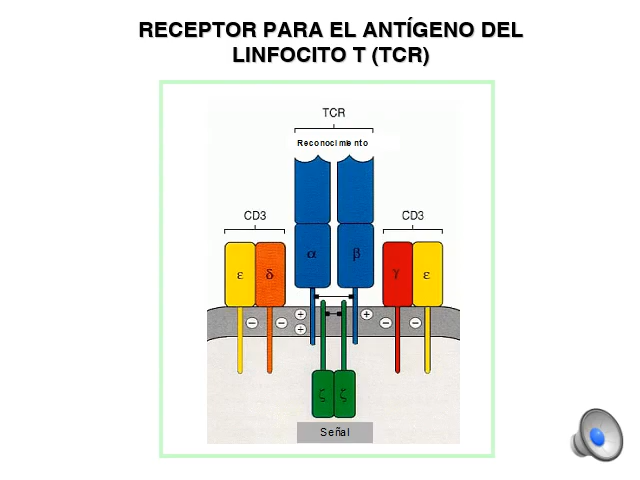 RECEPTOR PARA EL ANTÍGENO DEL
LINFOCITO T (TCR)
TCR
Reconocimiento
CD3
CD3
ε
δ
α
β
γ
ε
+
+
+
−
−
−
−
ζ
ζ
Señal